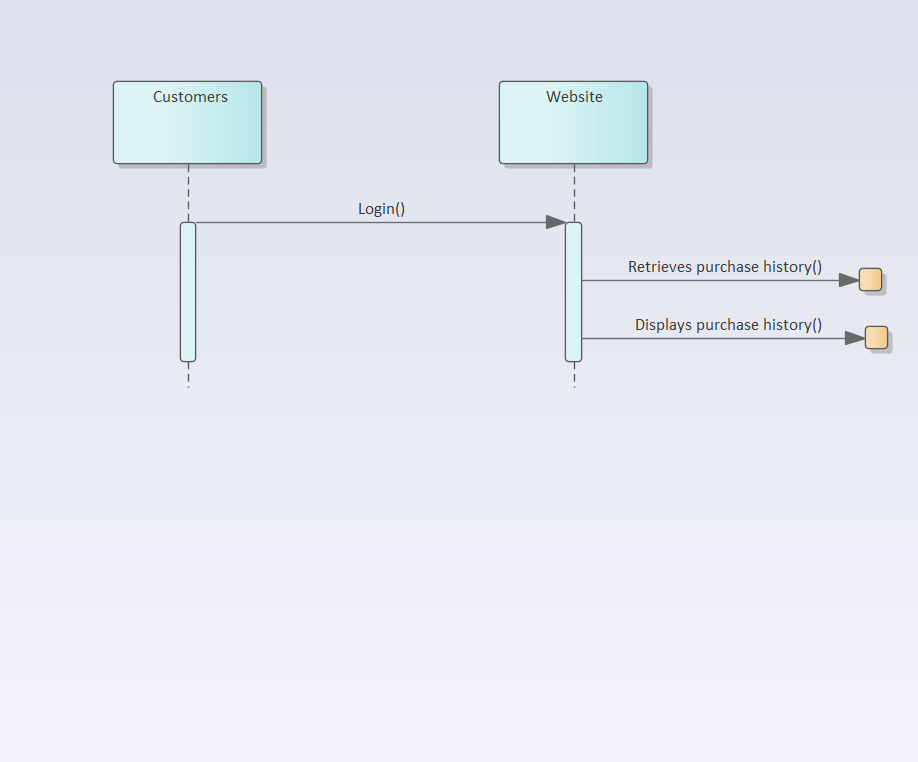 Customers
Website
Login()
Retrieves purchase history()
Displays purchase history()